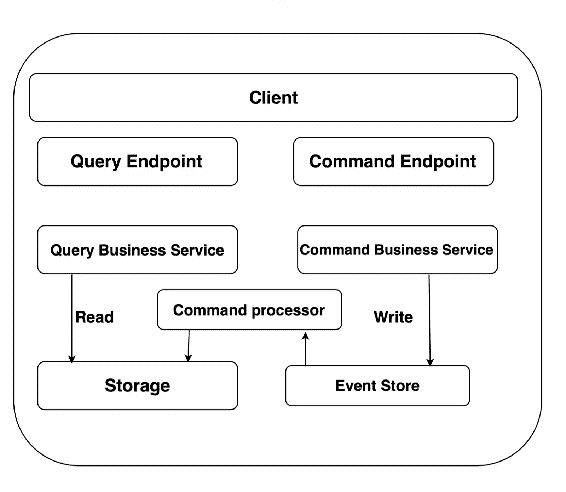 Client
Query Endpoint
Command Endpoint
Query Business Service
Command Business Service
Read
Command processor
Write
Storage
Event Store